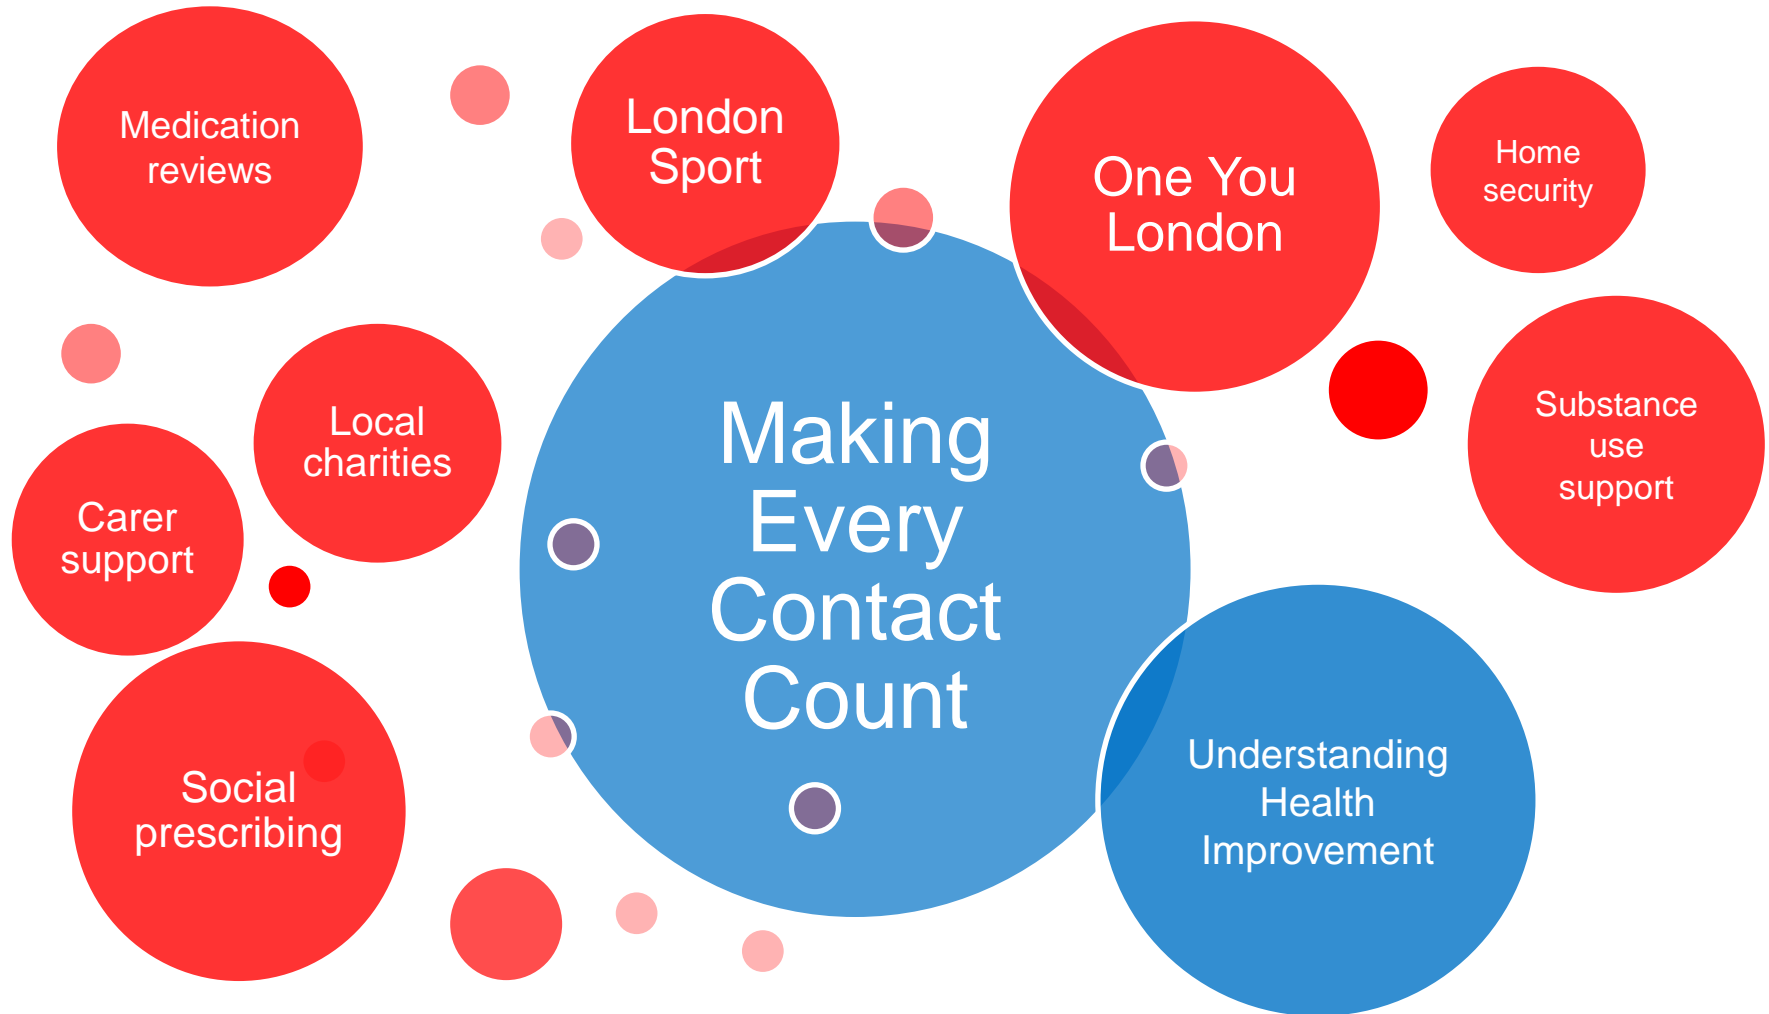 Medication
reviews
London
Sport
One You
London
Home
security
Local
charities
Carer
support
Substance
use
support
Making
Every
Contact
Count
Social
prescribing
Understanding
Health
Improvement